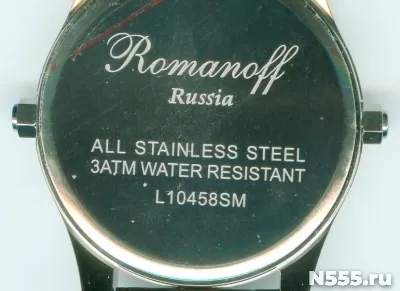 Romanoff
Russia
ALL STAINLESS STEEL
3ATM WATER RESISTANT
L10458SM
N555.ru